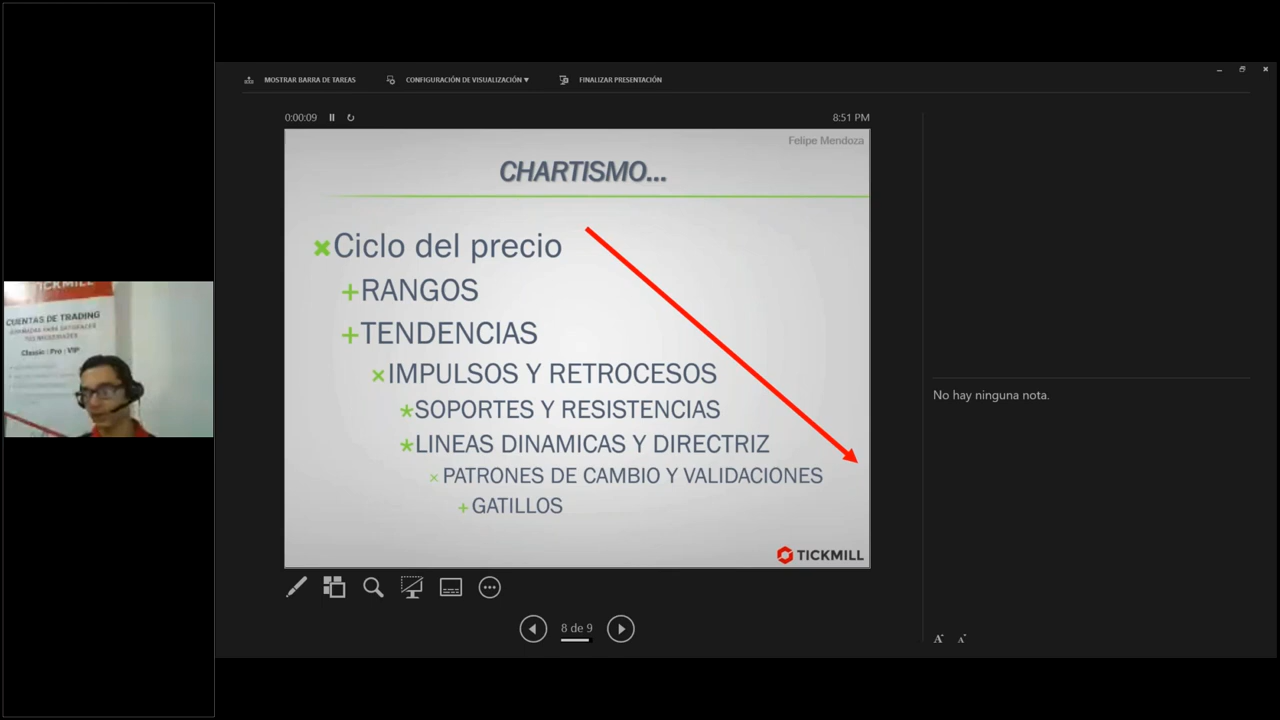 MOSTRAR BARRA DE TAREAS
CONFIGURACIÓN DE VISUALIZACIÓN ▼
FINALIZAR PRESENTACIÓN
0:00:09
8:51 PM
Felipe Mendoza
CHARTISMO...
Ciclo del precio
RANGOS
TENDENCIAS
IMPULSOS Y RETROCESOS
SOPORTES Y RESISTENCIAS
LINEAS DINAMICAS Y DIRECTRIZ
PATRONES DE CAMBIO Y VALIDACIONES
GATILLOS
TICKMILL
8 de 9
No hay ninguna nota.
A A
TICKMILL
CUENTAS DE TRADING
Classic | Pro | VIP